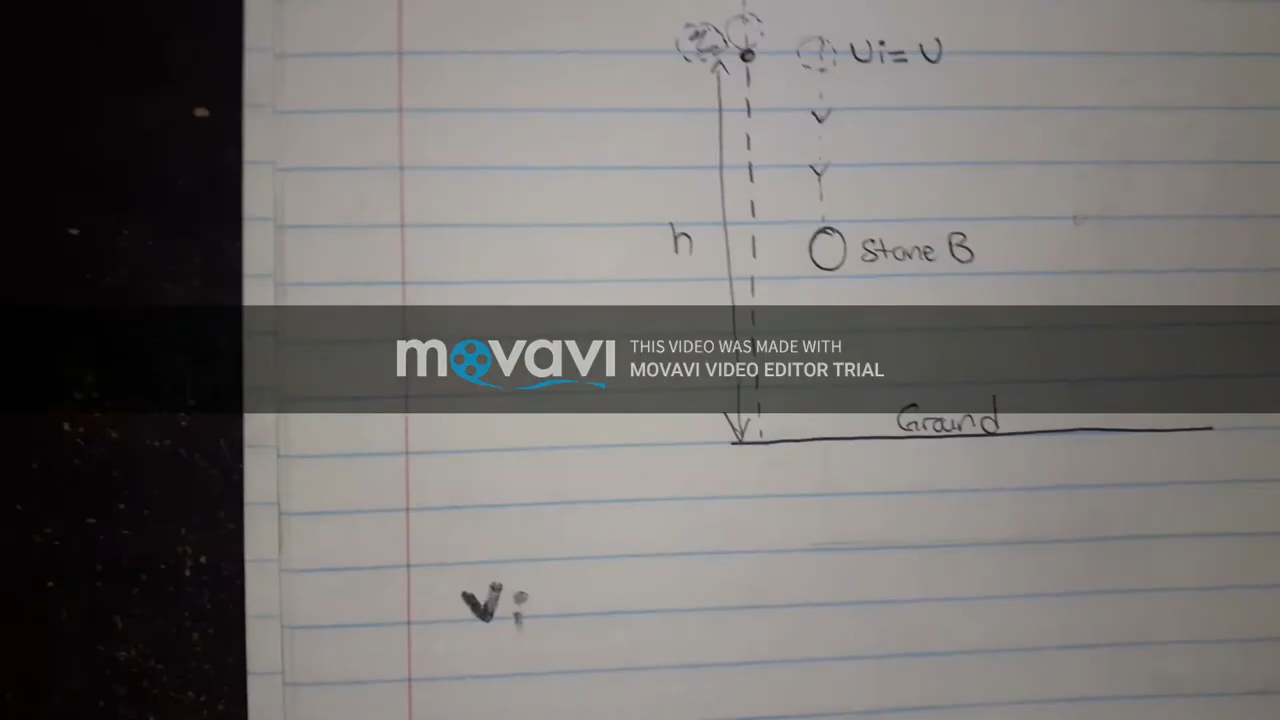 Ui= U
h
Stone B
movavi
THIS VIDEO WAS MADE WITH
MOVAVI VIDEO EDITOR TRIAL
Ground
Vi